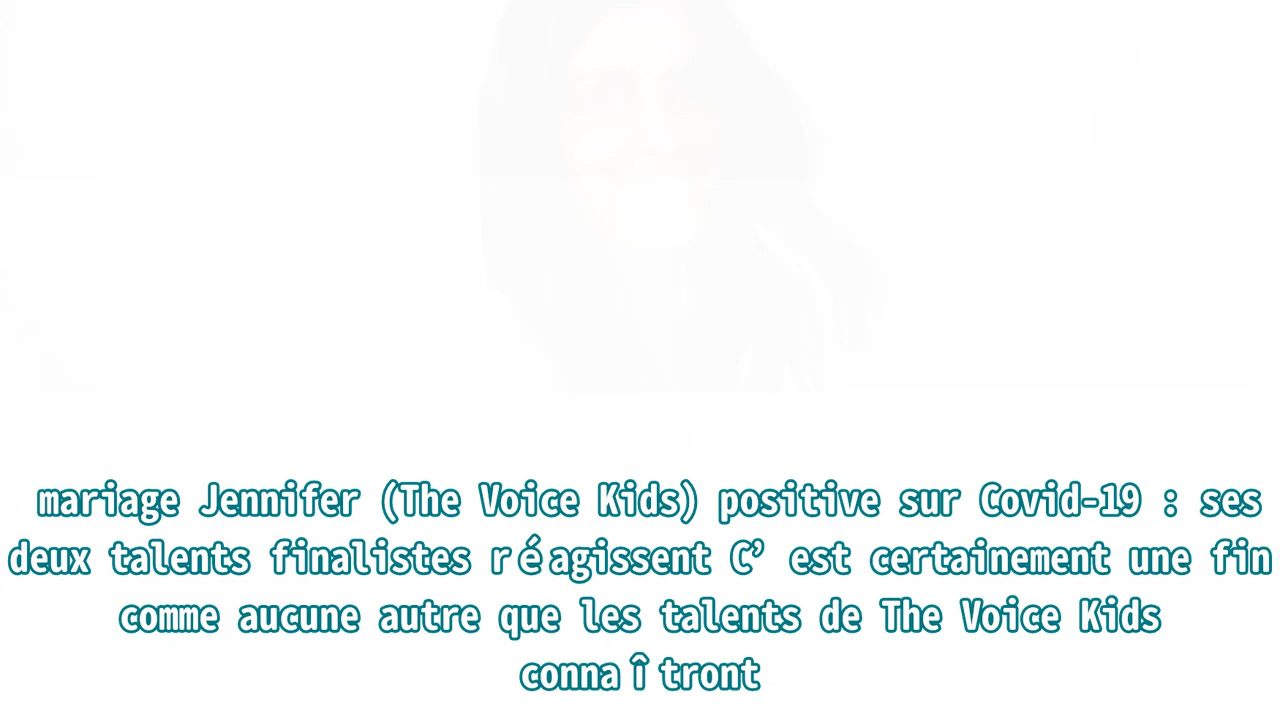 mariage Jennifer (The Voice Kids) positive sur Covid-19 : ses
deux talents finalistes réagissent C’ est certainement une fin
comme aucune autre que les talents de The Voice Kids
connaîtront